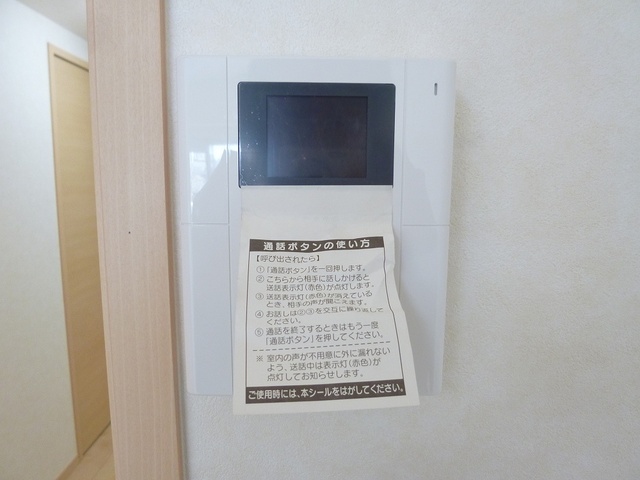 通話ボタンの使い方
【呼び出されたら】
①「通話ボタン」を一回押します。
②こちらから相手に話しかけると
送話表示灯(赤色)が点灯します。
③送話表示灯(赤色)が消えている
とき、相手の声が聞こえます。
④お話しは②③を交互に繰り返して
ください。
⑤通話を終了するときはもう一度
「通話ボタン」を押してください。
※室内の声が不用意に外に漏れない
よう、送話中は表示灯(赤色)が
点灯してお知らせします。
ご使用時には、本シールをはがしてください。